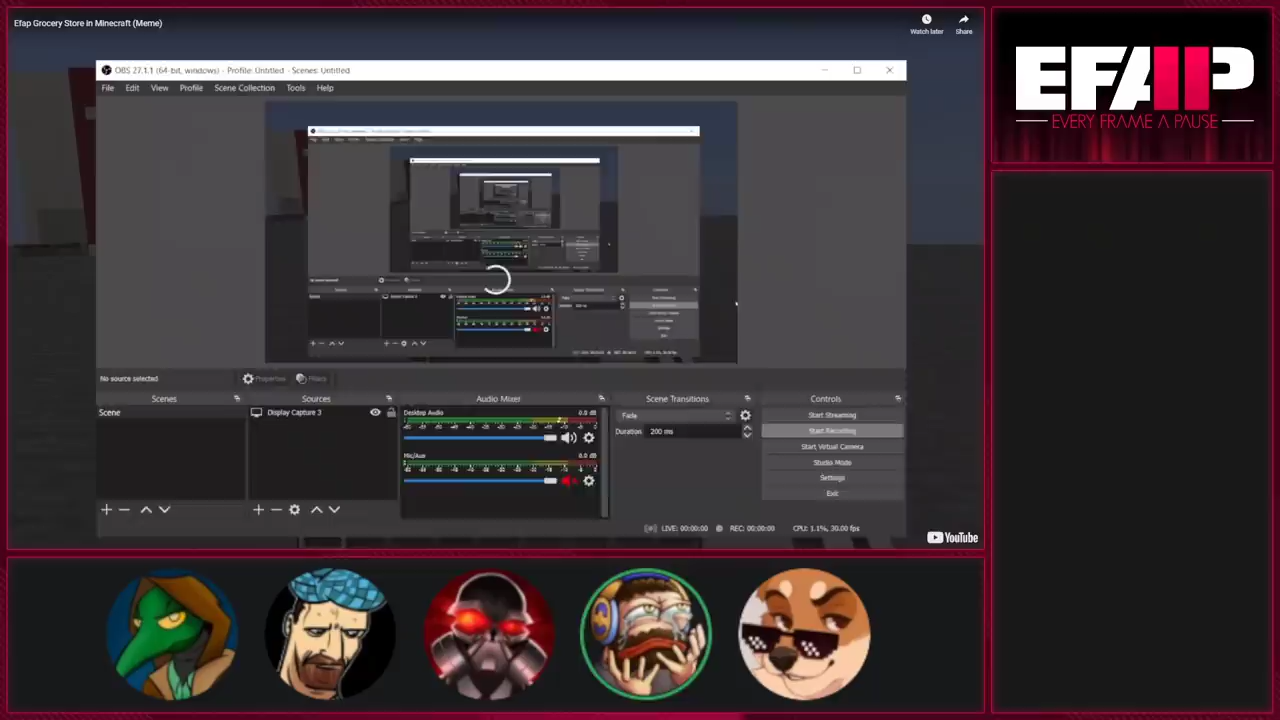 Efap Grocery Store in Minecraft (Meme)
Watch later
Share
EFAP
EVERY FRAME A PAUSE
OBS 27.1.1 (64-bit, windows) - Profile: Untitled - Scenes: Untitled
File Edit View Profile Scene Collection Tools Help
No source selected
Properties
Filters
Scenes
Sources
Audio Mixer
Scene Transitions
Controls
Scene
Display Capture 3
Desktop Audio
0.0 dB
Mic/Aux
0.0 dB
Fade
Duration
200 ms
Start Streaming
Start Recording
Start Virtual Camera
Studio Mode
Settings
Exit
LIVE: 00:00:00
REC: 00:00:00
CPU: 1.1%, 30.00 fps
YouTube